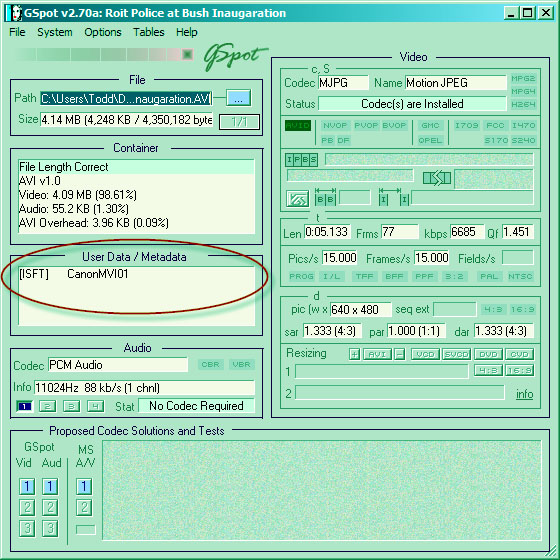 GSpot v2.70a: Roit Police at Bush Inaugaration
File System Options Tables Help
GSpot
File
Path C:\Users\Todd\D...naugaration.AVI ...
Size 4.14 MB (4,248 KB / 4,350,182 byte 1/1
Container
File Length Correct
AVI v1.0
Video: 4.09 MB (98.61%)
Audio: 55.2 KB (1.30%)
AVI Overhead: 3.96 KB (0.09%)
User Data / Metadata
[ISFT] CanonMVI01
Audio
Codec PCM Audio CBR VBR
Info 11024Hz 88 kb/s (1 chnl)
1 2 3 4 Stat No Codec Required
Video
c, S
Codec MJPG Name Motion JPEG MPEG2
MPEG4
Status Codec(s) are Installed H264
AVIC NVOP PVOP BVOP GMC I709 FCC I470
PB DF QPEL S170 S240
I P B S
B B I I
t
Len 0:05.133 Frms 77 kbps 6685 Qf 1.451
Pics/s 15.000 Frames/s 15.000 Fields/s
PROG I/L TFF BFF PPF 3:2 PAL NTSC
d
pic (w x 640 x 480 seq ext 4:3 16:9
sar 1.333 (4:3) par 1.000 (1:1) dar 1.333 (4:3)
Resizing + AVI - VCD SVCD DVD CVD
1 4:3 16:9
2 info
Proposed Codec Solutions and Tests
GSpot MS
Vid Aud A/V
1 1 1
2 2 2
3 3